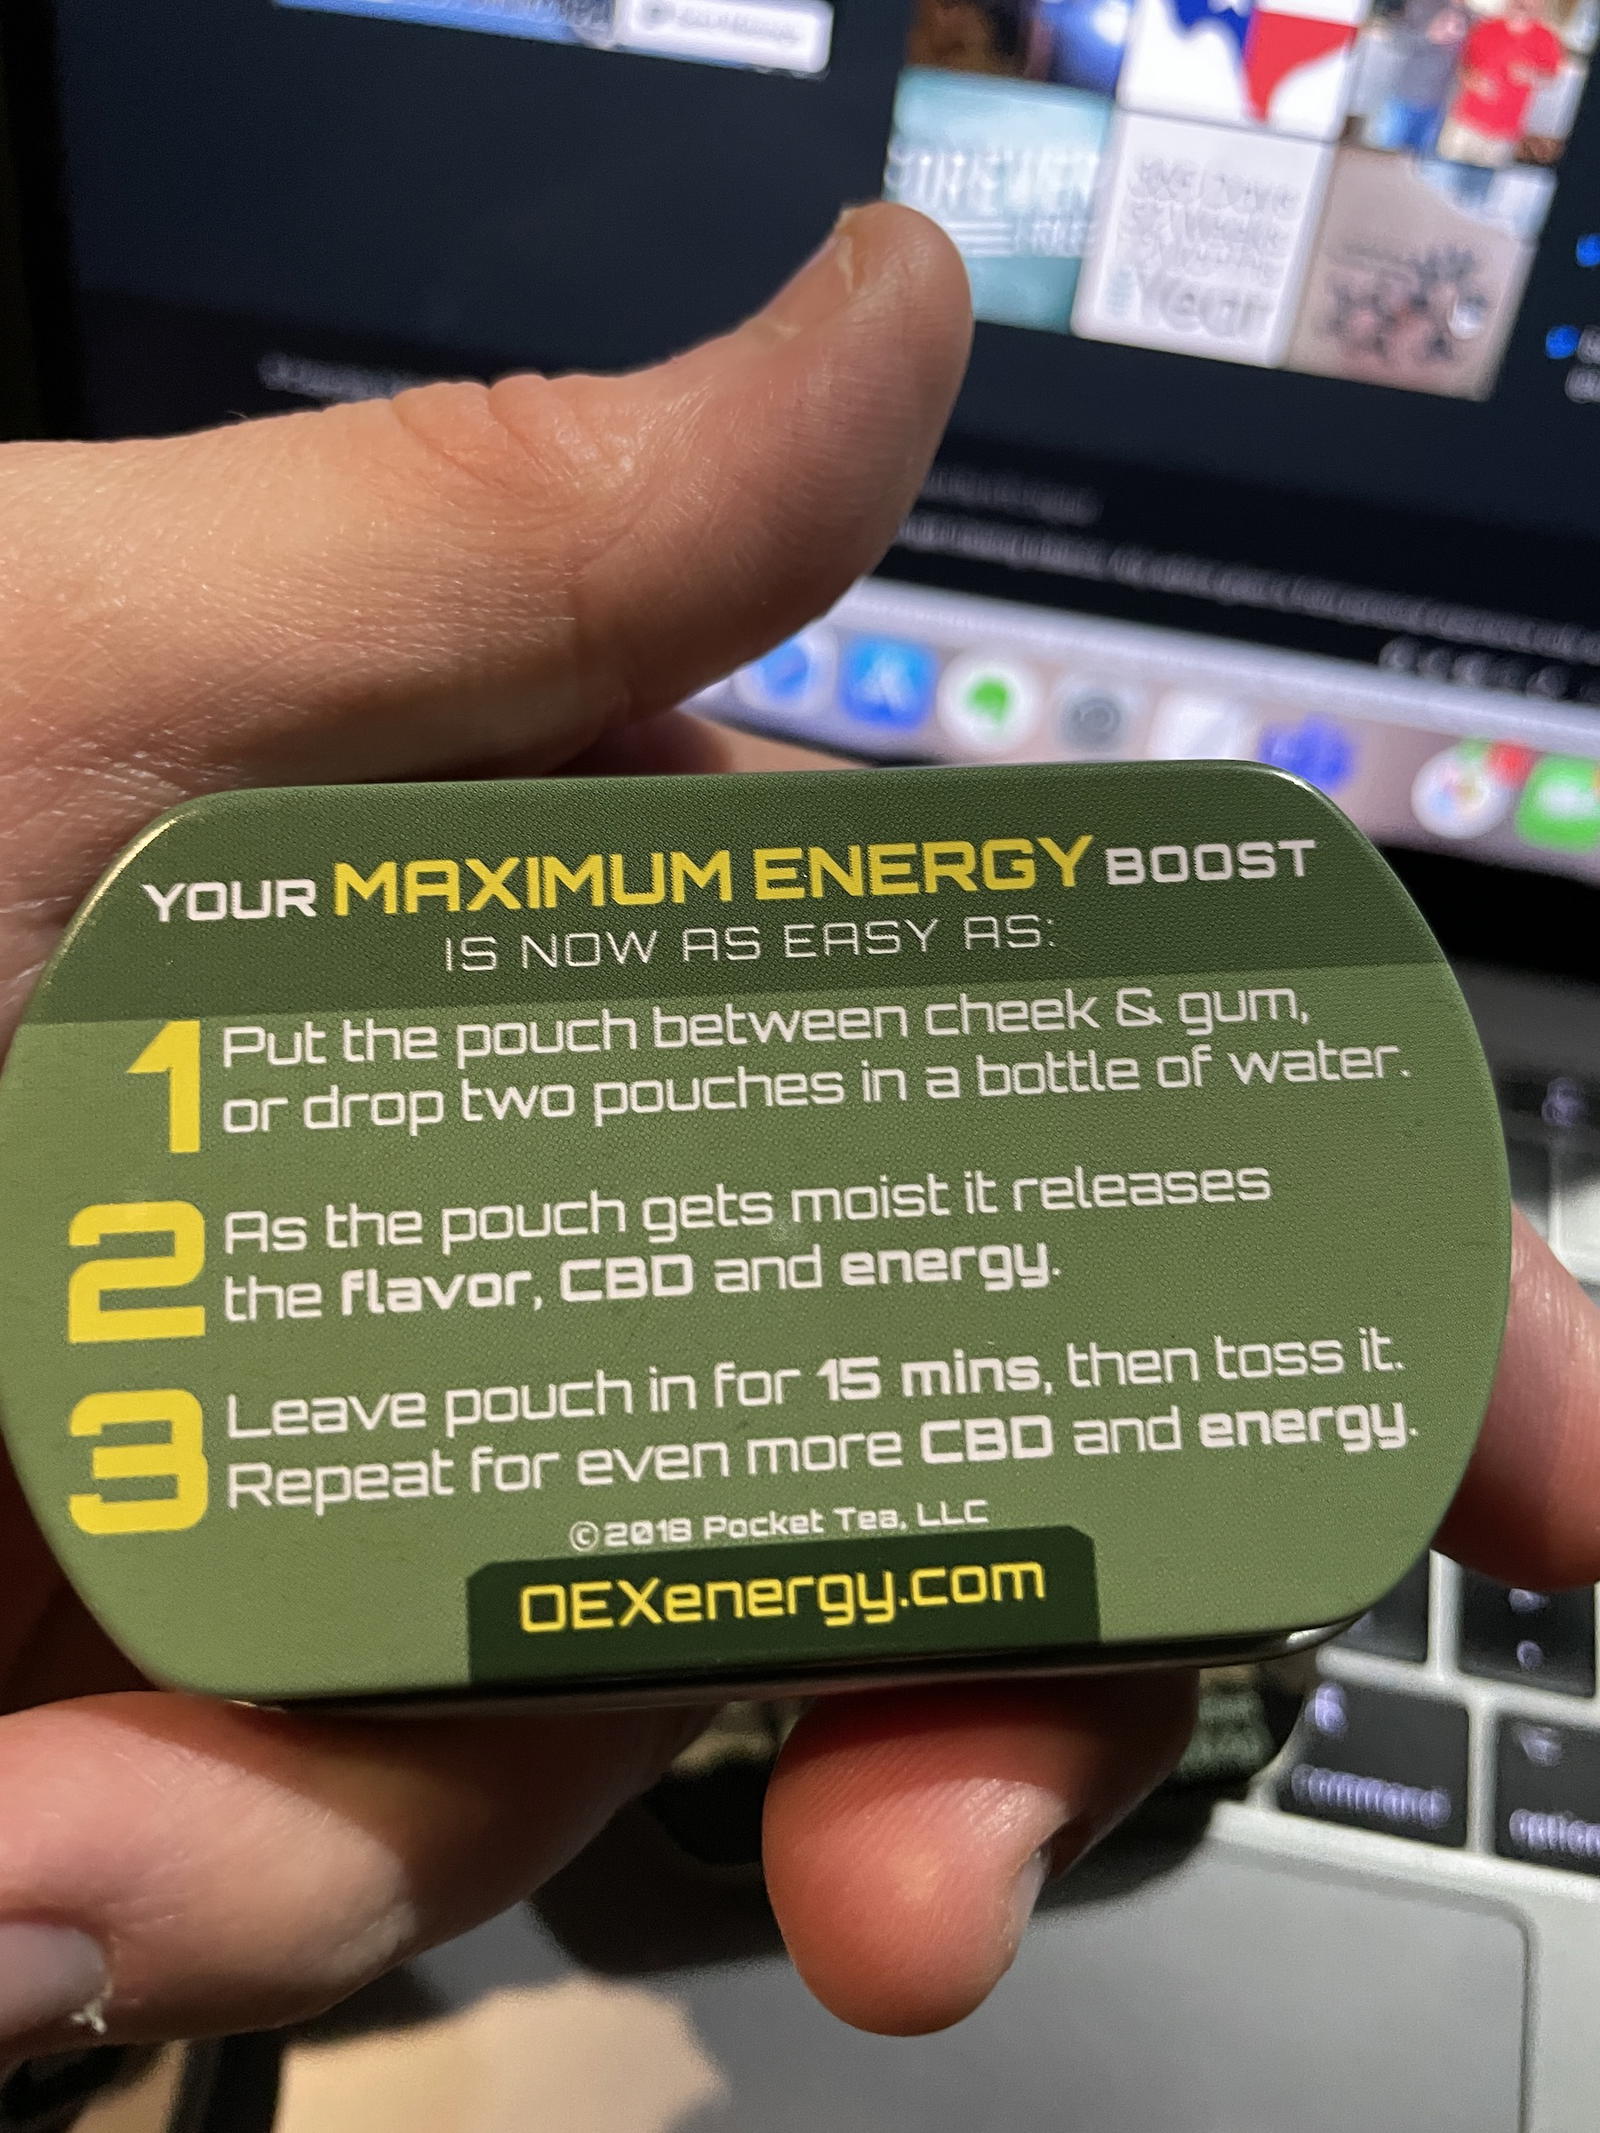 YOUR MAXIMUM ENERGY BOOST
IS NOW AS EASY AS:
1 Put the pouch between cheek & gum,
or drop two pouches in a bottle of water.
2 As the pouch gets moist it releases
the flavor, CBD and energy.
3 Leave pouch in for 15 mins, then toss it.
Repeat for even more CBD and energy.
©2018 Pocket Tea, LLC
OEXenergy.com
command
option